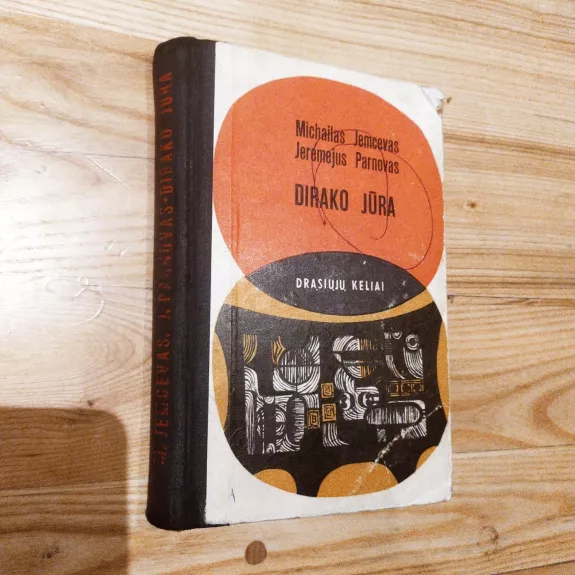 Michailas Jemcevas
Jeremejus Parnovas
DIRAKO JŪRA
DRĄSIŲJŲ KELIAI
M. JEMCEVAS, J. PARNOVAS • DIRAKO JŪRA